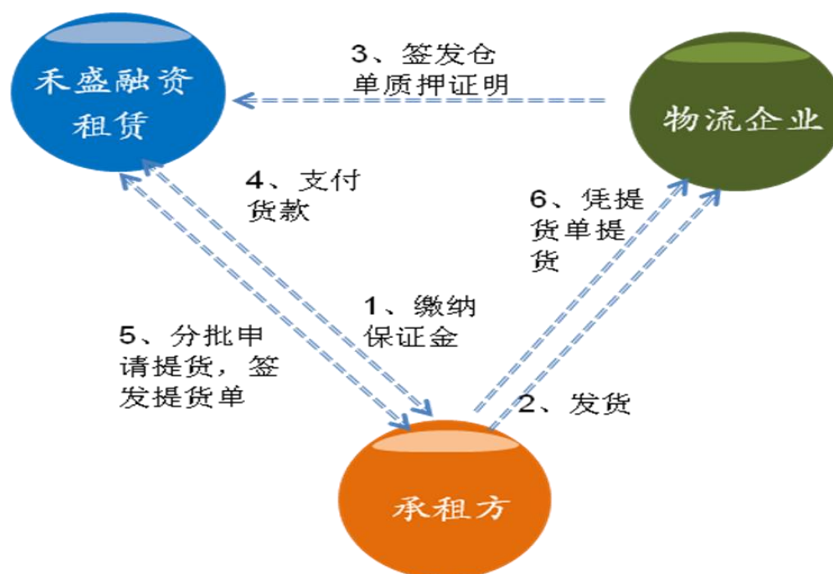 禾盛融资
租赁
3、签发仓
单质押证明
物流企业
4、支付
货款
6、凭提
货单提
货
1、缴纳
保证金
5、分批申
请提货，签
发提货单
2、发货
承租方